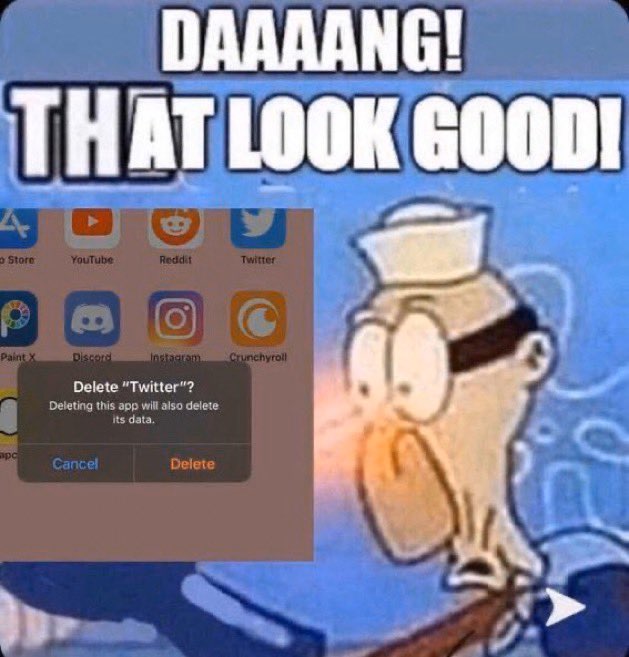 DAAAANG!
THAT LOOK GOOD!
p Store YouTube Reddit Twitter
Paint X Discord Instagram Crunchyroll
Delete "Twitter"?
Deleting this app will also delete
its data.
apc
Cancel Delete